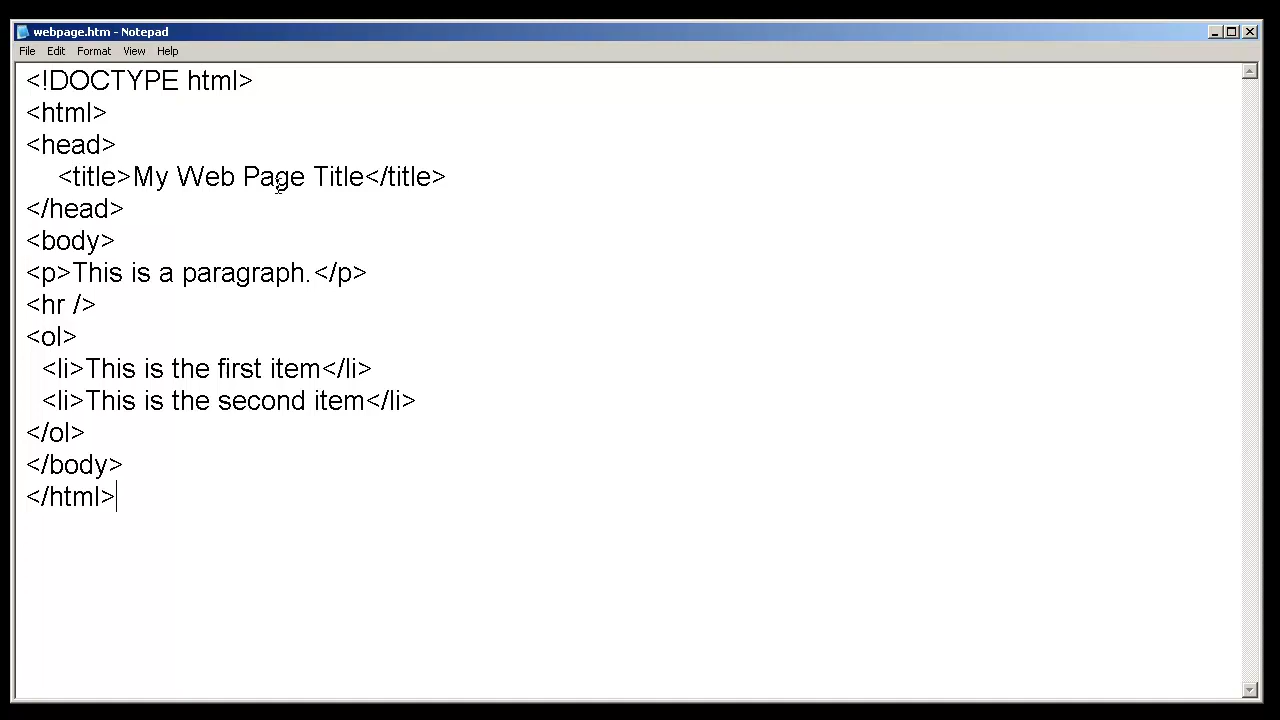 webpage.htm - Notepad
File Edit Format View Help
<!DOCTYPE html>
<html>
<head>
    <title>My Web Page Title</title>
</head>
<body>
<p>This is a paragraph.</p>
<hr />
<ol>
  <li>This is the first item</li>
  <li>This is the second item</li>
</ol>
</body>
</html>